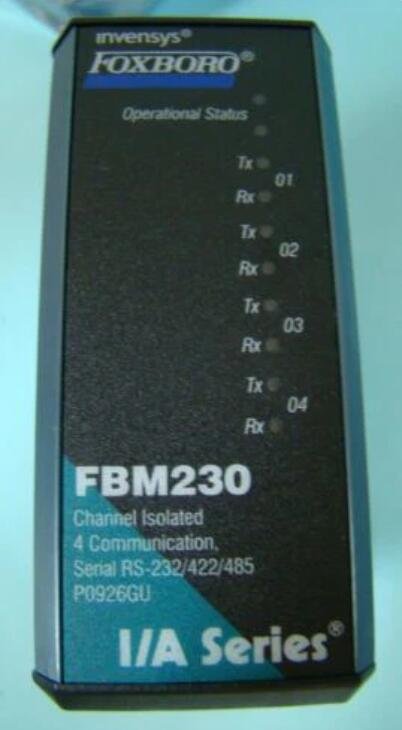 invensys®
FOXBORO®
Operational Status
Tx
01
Rx
Tx
02
Rx
Tx
03
Rx
Tx
04
Rx
FBM230
Channel Isolated
4 Communication,
Serial RS-232/422/485
P0926GU
I/A Series®